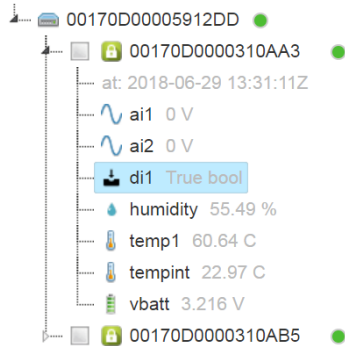 00170D00005912DD
00170D0000310AA3
at: 2018-06-29 13:31:11Z
ai1 0 V
ai2 0 V
di1 True bool
humidity 55.49 %
temp1 60.64 C
tempint 22.97 C
vbatt 3.216 V
00170D0000310AB5